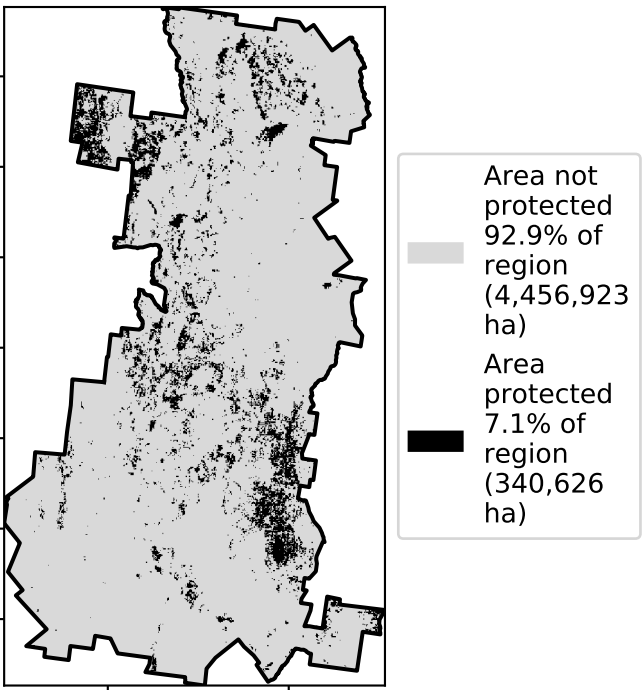 Area not
protected
92.9% of
region
(4,456,923
ha)
Area
protected
7.1% of
region
(340,626
ha)